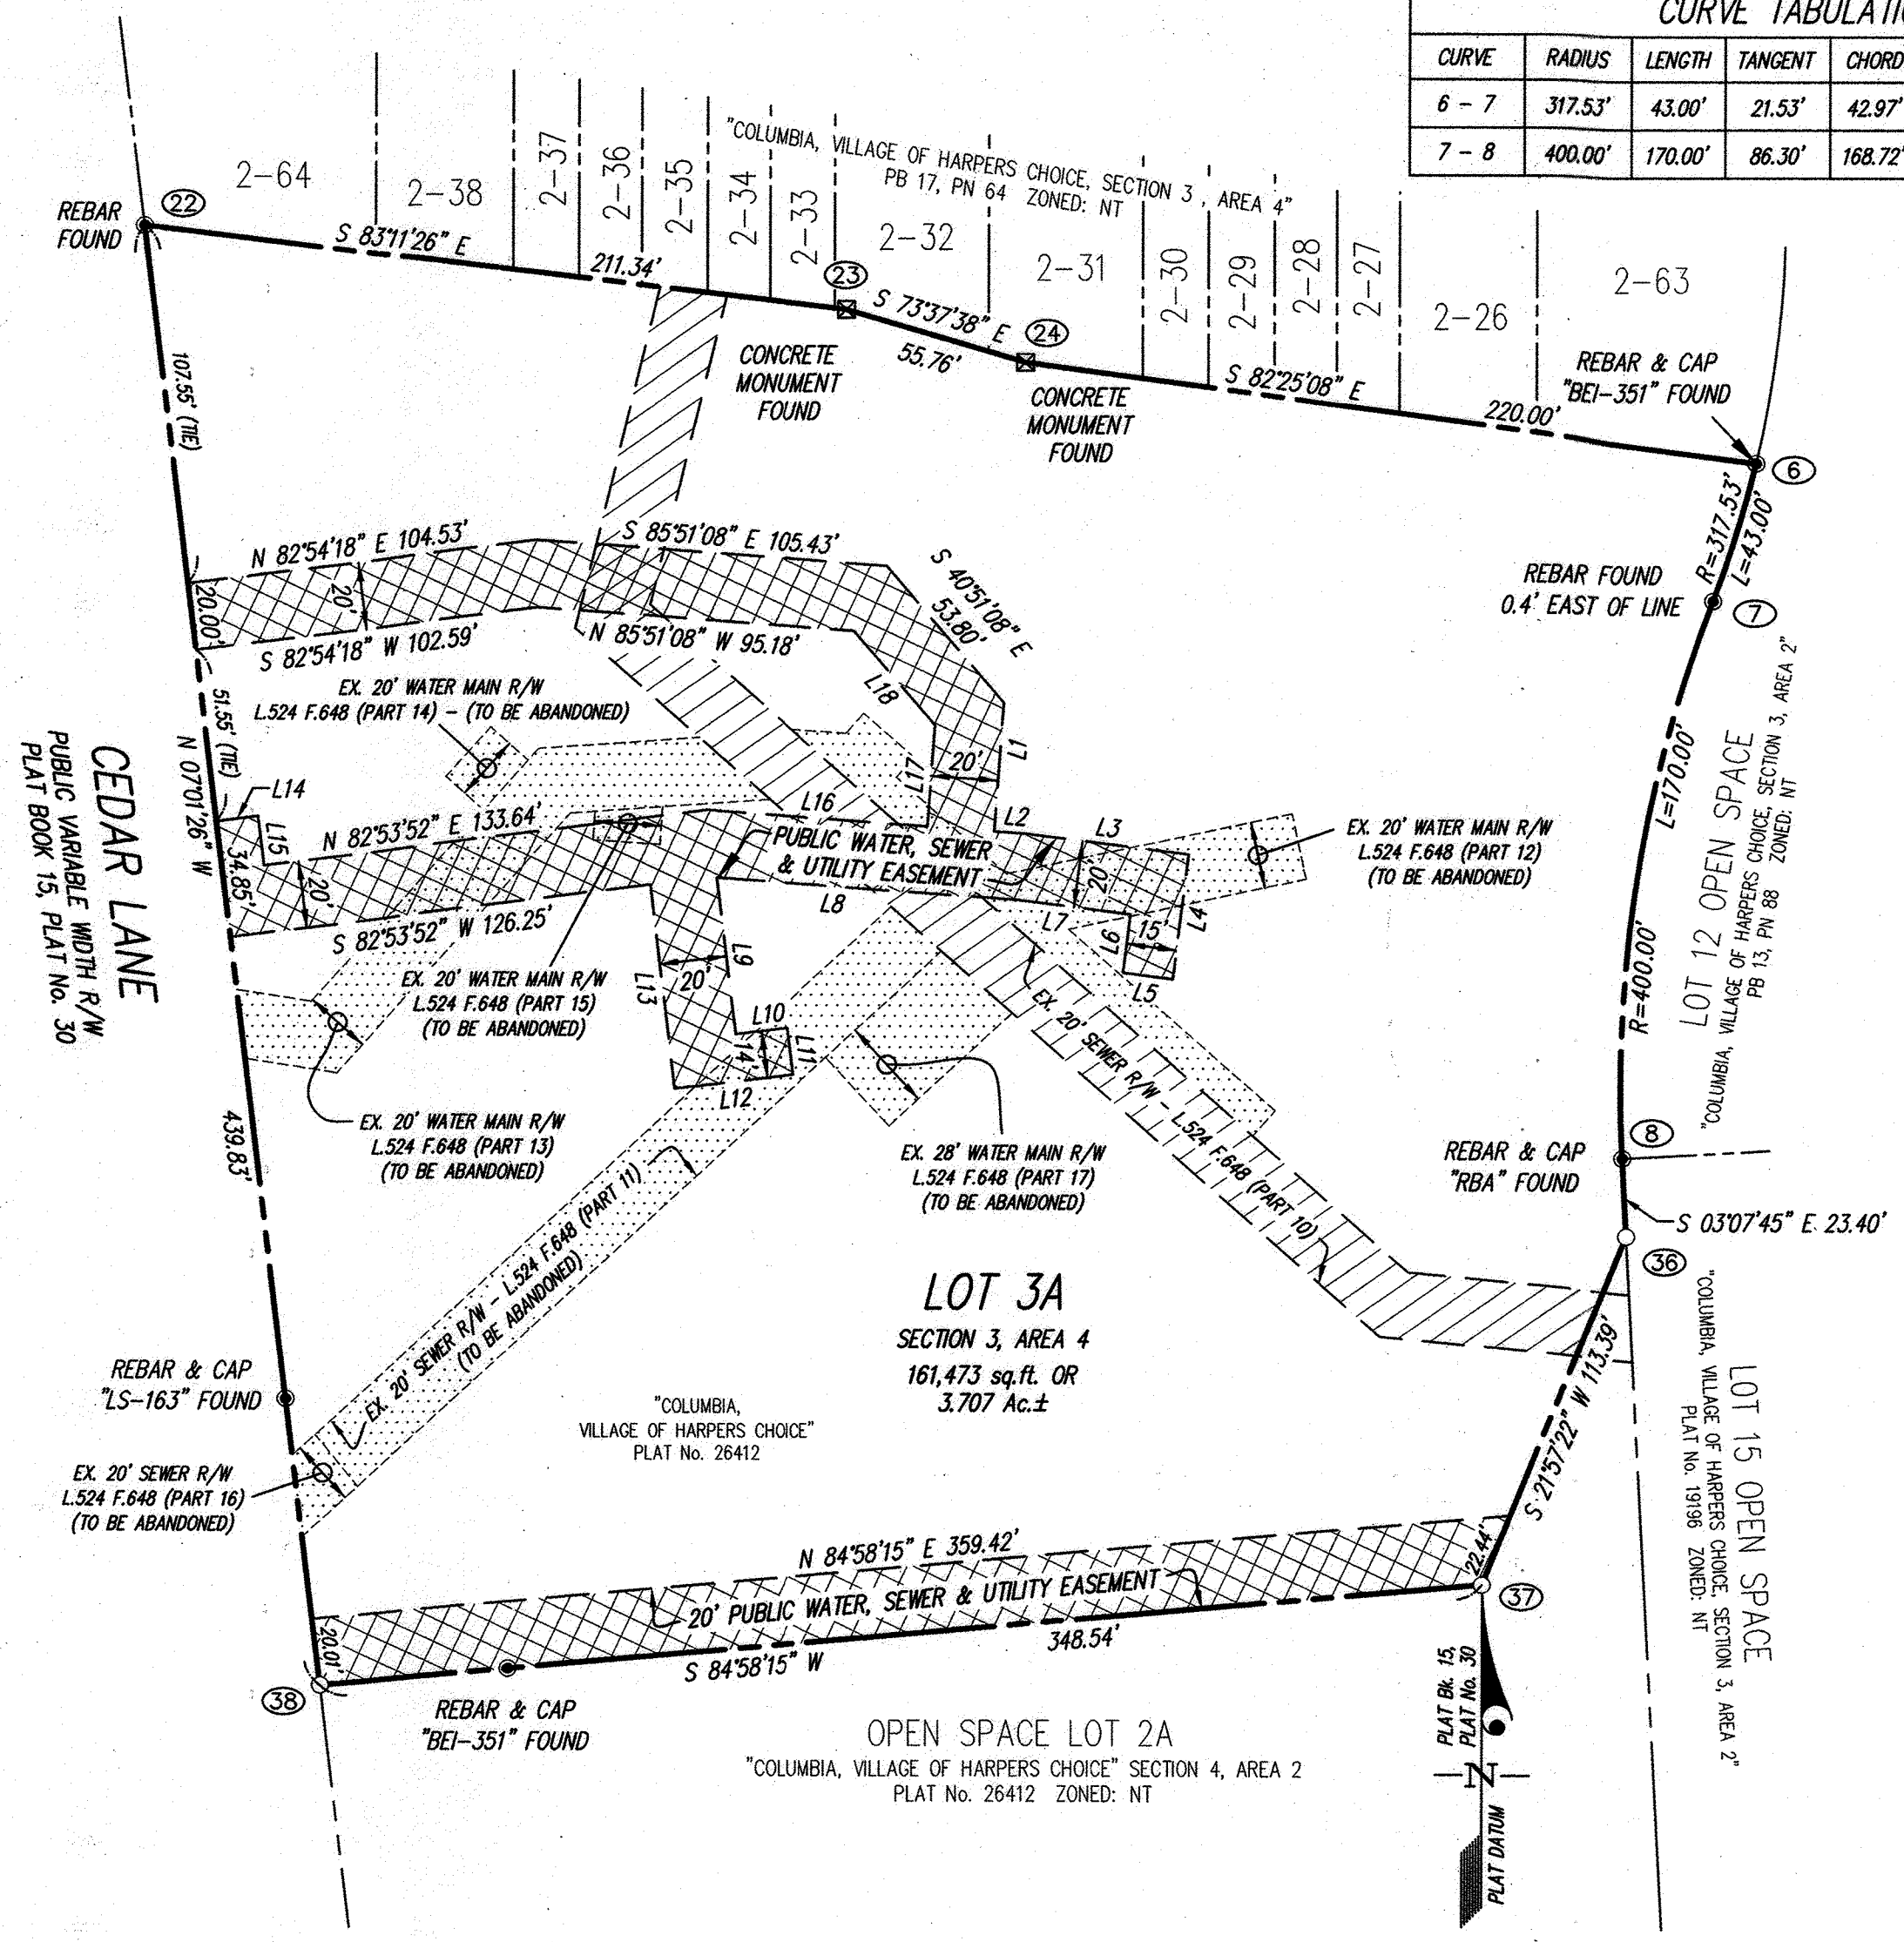 CURVE TABULATIO
CURVE RADIUS LENGTH TANGENT CHORD
6 - 7 317.53' 43.00' 21.53' 42.97'
7 - 8 400.00' 170.00' 86.30' 168.72'
2-64
2-38
2-37
2-36
2-35
2-34
2-33
2-32
2-31
2-30
2-29
2-28
2-27
2-26
2-63
"COLUMBIA, VILLAGE OF HARPERS CHOICE, SECTION 3 , AREA 4"
PB 17, PN 64 ZONED: NT
REBAR
FOUND
22
S 83°11'26" E
211.34'
23
S 73°37'38" E
55.76'
24
CONCRETE
MONUMENT
FOUND
CONCRETE
MONUMENT
FOUND
S 82°25'08" E
220.00'
REBAR & CAP
"BEI-351" FOUND
6
R=317.53'
L=43.00'
REBAR FOUND
0.4' EAST OF LINE
7
107.55' (TIE)
N 82°54'18" E 104.53'
S 85°51'08" E 105.43'
S 40°51'08" E
53.80'
20.00'
20'
S 82°54'18" W 102.59'
N 85°51'08" W 95.18'
L18
EX. 20' WATER MAIN R/W
L.524 F.648 (PART 14) - (TO BE ABANDONED)
51.55' (TIE)
N 07°01'26" W
CEDAR LANE
PUBLIC VARIABLE WIDTH R/W
PLAT BOOK 15, PLAT No. 30
L14
L15
34.85'
N 82°53'52" E 133.64'
20'
S 82°53'52" W 126.25'
L16
L17
20'
L1
L2
L3
PUBLIC WATER, SEWER
& UTILITY EASEMENT
20'
L4
L8
L7
L6
15'
L5
EX. 20' WATER MAIN R/W
L.524 F.648 (PART 12)
(TO BE ABANDONED)
L=170.00'
R=400.00'
LOT 12 OPEN SPACE
"COLUMBIA, VILLAGE OF HARPERS CHOICE, SECTION 3, AREA 2"
PB 13, PN 88 ZONED: NT
EX. 20' WATER MAIN R/W
L.524 F.648 (PART 15)
(TO BE ABANDONED)
L13
20'
L9
L10
14'
L11
L12
EX. 20' WATER MAIN R/W
L.524 F.648 (PART 13)
(TO BE ABANDONED)
EX. 28' WATER MAIN R/W
L.524 F.648 (PART 17)
(TO BE ABANDONED)
EX. 20' SEWER R/W - L.524 F.648 (PART 10)
439.83'
8
REBAR & CAP
"RBA" FOUND
S 03°07'45" E 23.40'
36
EX. 20' SEWER R/W - L.524 F.648 (PART 11)
(TO BE ABANDONED)
LOT 3A
SECTION 3, AREA 4
161,473 sq.ft. OR
3.707 Ac.±
"COLUMBIA,
VILLAGE OF HARPERS CHOICE"
PLAT No. 26412
REBAR & CAP
"LS-163" FOUND
EX. 20' SEWER R/W
L.524 F.648 (PART 16)
(TO BE ABANDONED)
S 21°57'22" W 113.39'
LOT 15 OPEN SPACE
"COLUMBIA, VILLAGE OF HARPERS CHOICE, SECTION 3, AREA 2"
PLAT No. 19196 ZONED: NT
N 84°58'15" E 359.42'
22.44'
20' PUBLIC WATER, SEWER & UTILITY EASEMENT
37
20.01'
S 84°58'15" W
348.54'
38
REBAR & CAP
"BEI-351" FOUND
OPEN SPACE LOT 2A
"COLUMBIA, VILLAGE OF HARPERS CHOICE" SECTION 4, AREA 2
PLAT No. 26412 ZONED: NT
PLAT Bk. 15,
PLAT No. 30
N
PLAT DATUM